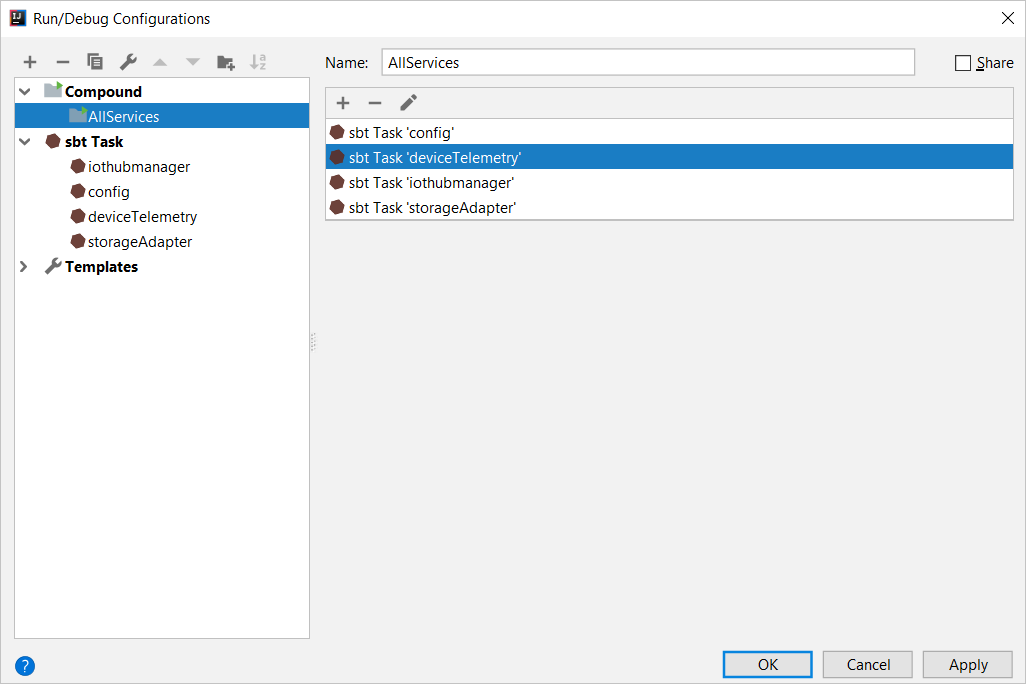 Run/Debug Configurations
Name: AllServices Share
Compound
AllServices
sbt Task
iothubmanager
config
deviceTelemetry
storageAdapter
Templates
sbt Task 'config'
sbt Task 'deviceTelemetry'
sbt Task 'iothubmanager'
sbt Task 'storageAdapter'
OK Cancel Apply